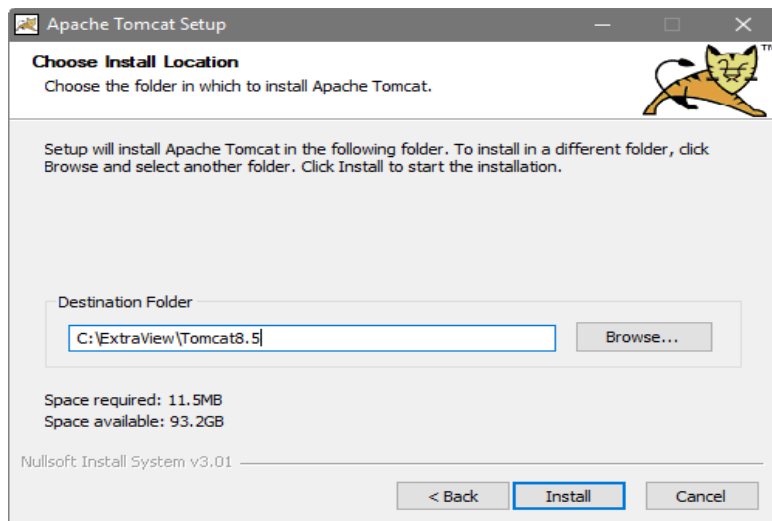 Apache Tomcat Setup
Choose Install Location
Choose the folder in which to install Apache Tomcat.
TM
Setup will install Apache Tomcat in the following folder. To install in a different folder, click
Browse and select another folder. Click Install to start the installation.
Destination Folder
C:\ExtraView\Tomcat8.5
Browse...
Space required: 11.5MB
Space available: 93.2GB
Nullsoft Install System v3.01
< Back
Install
Cancel